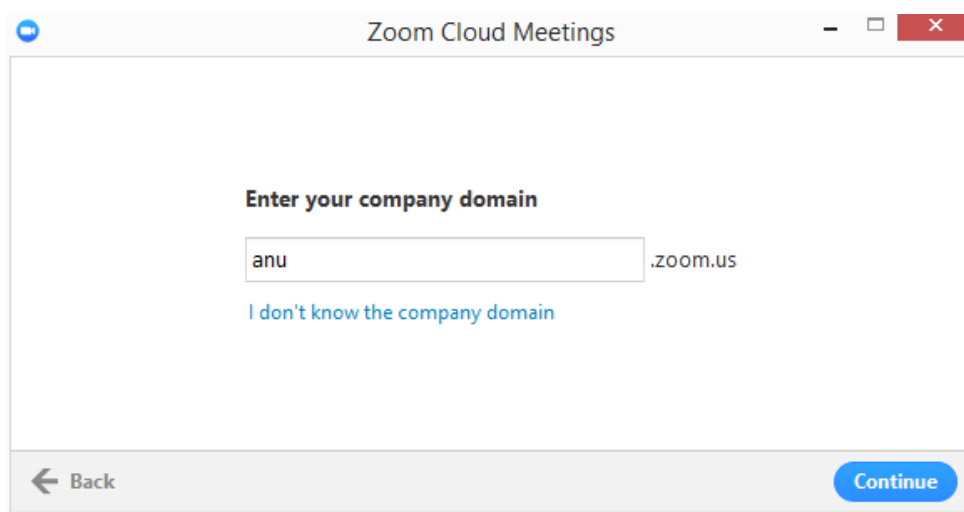 Zoom Cloud Meetings
Enter your company domain
anu .zoom.us
I don't know the company domain
Back
Continue